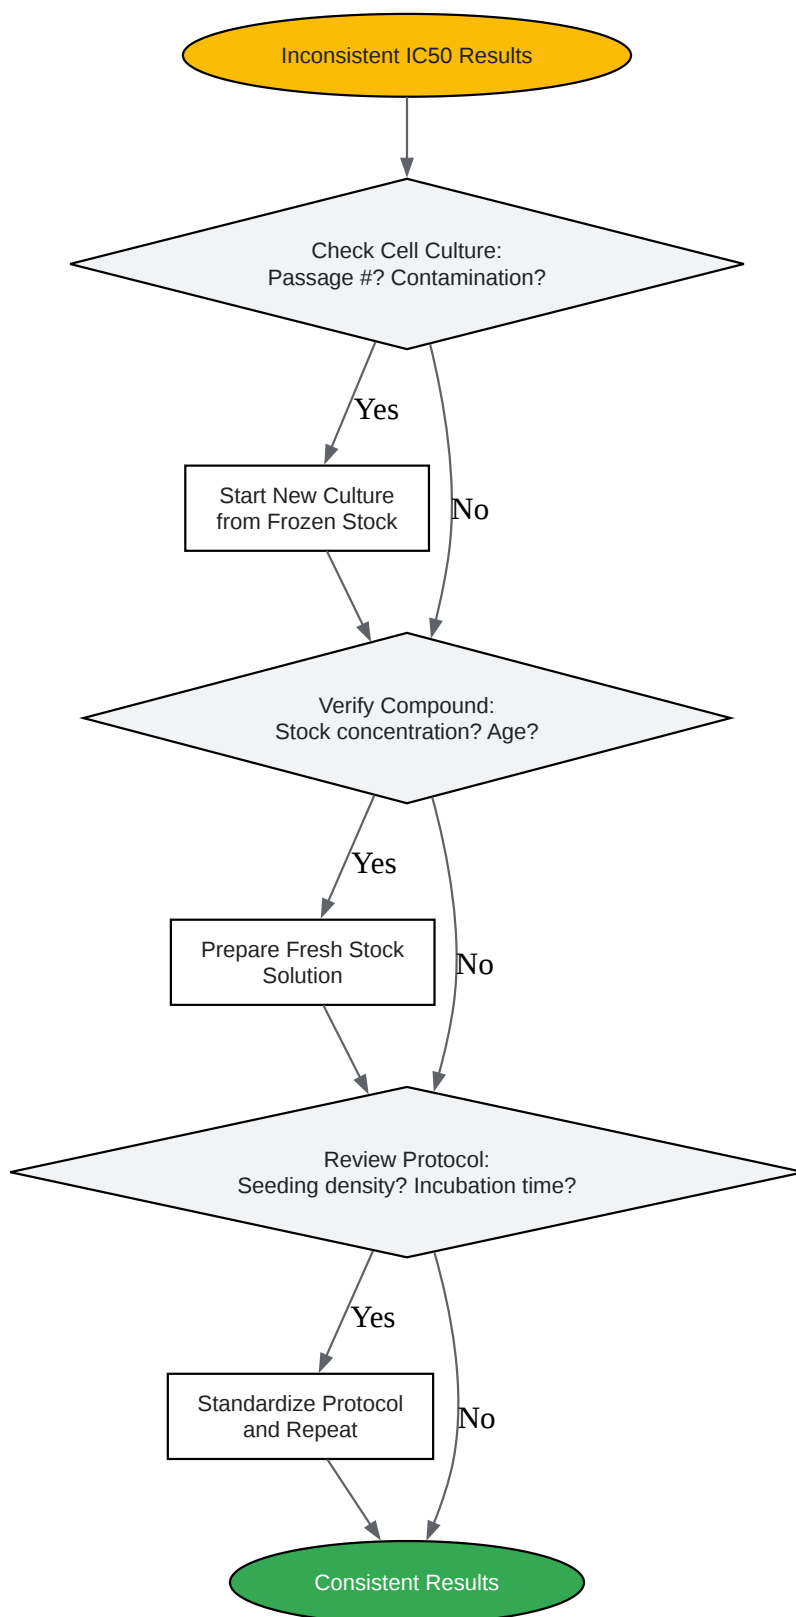 Inconsistent IC50 Results
Check Cell Culture:
Passage #? Contamination?
Yes
Start New Culture
from Frozen Stock
No
Verify Compound:
Stock concentration? Age?
Yes
Prepare Fresh Stock
Solution
No
Review Protocol:
Seeding density? Incubation time?
Yes
Standardize Protocol
and Repeat
No
Consistent Results